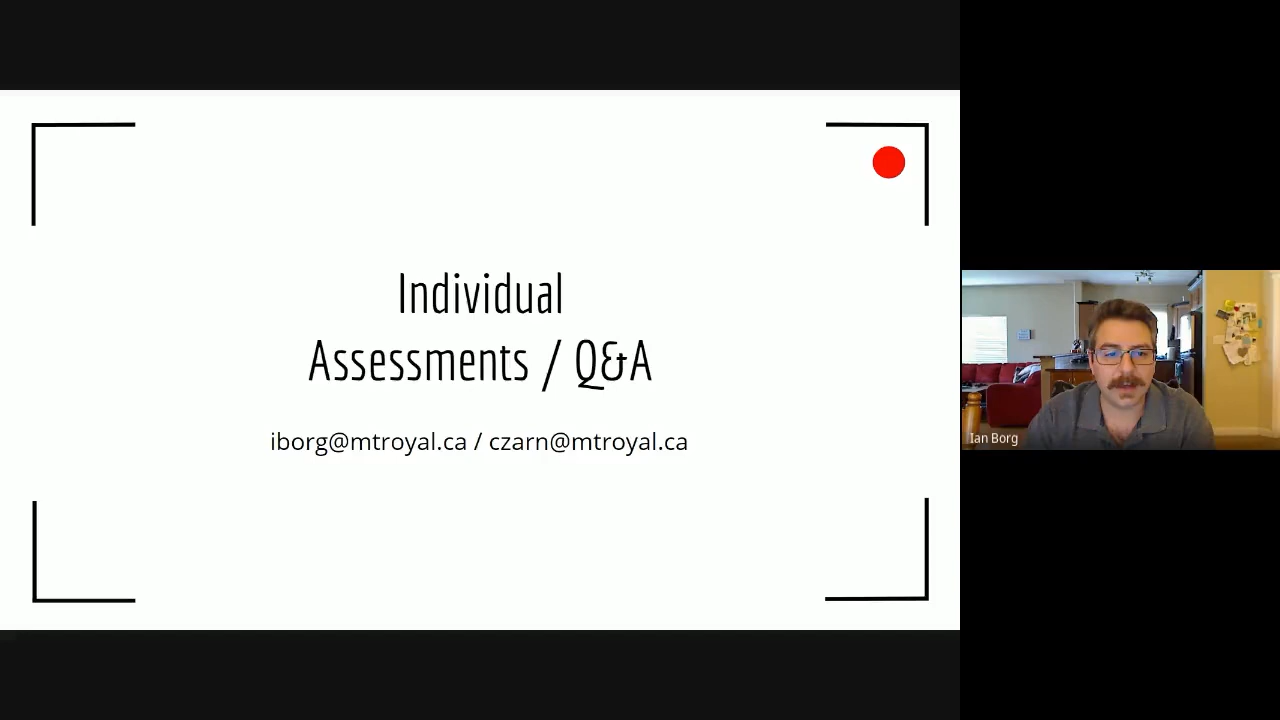 Individual
Assessments / Q&A
iborg@mtroyal.ca / czarn@mtroyal.ca
Ian Borg